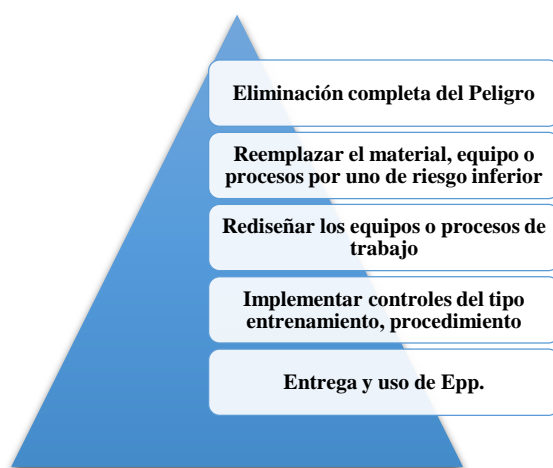 Eliminación completa del Peligro
Reemplazar el material, equipo o
procesos por uno de riesgo inferior
Rediseñar los equipos o procesos de
trabajo
Implementar controles del tipo
entrenamiento, procedimiento
Entrega y uso de Epp.